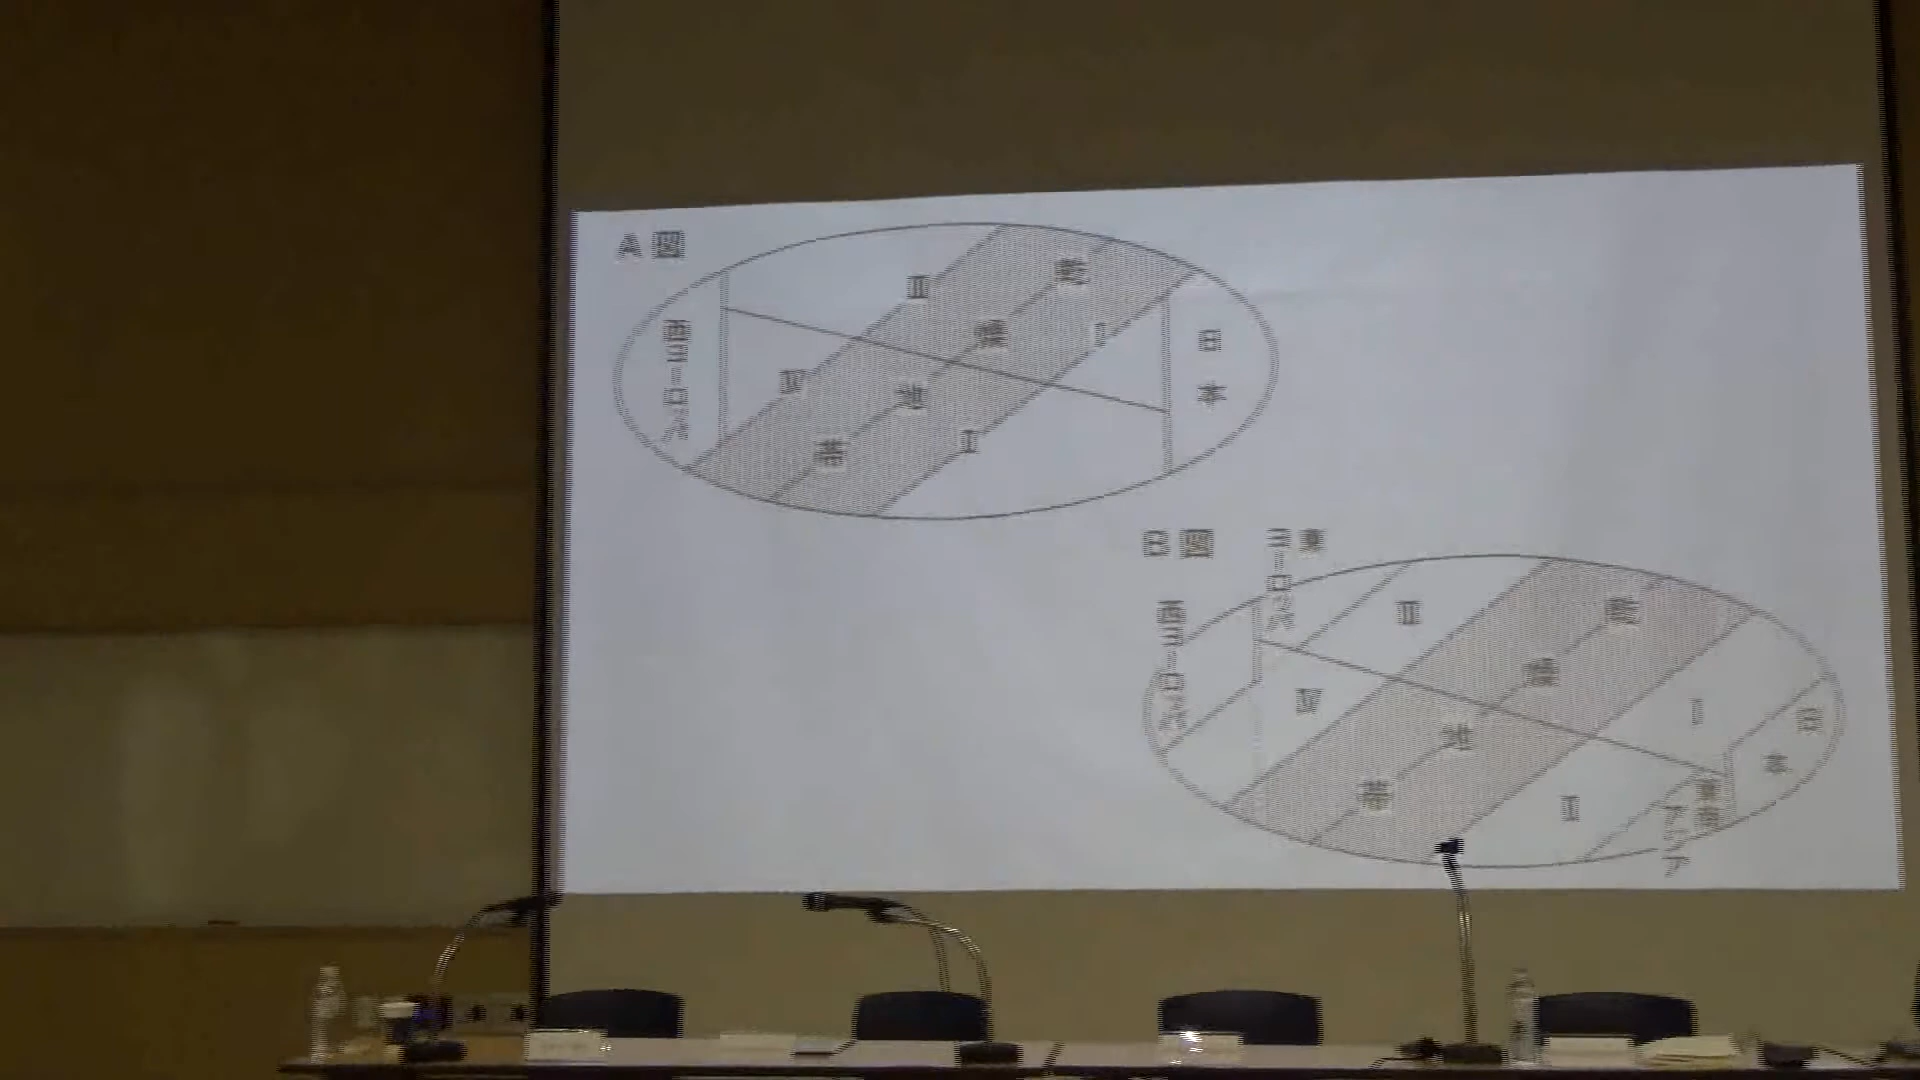 A図
西ヨーロッパ
日本
乾燥地帯
I
II
III
IV
B図
西ヨーロッパ
東ヨーロッパ
日本
東南アジア
乾燥地帯
I
II
III
IV